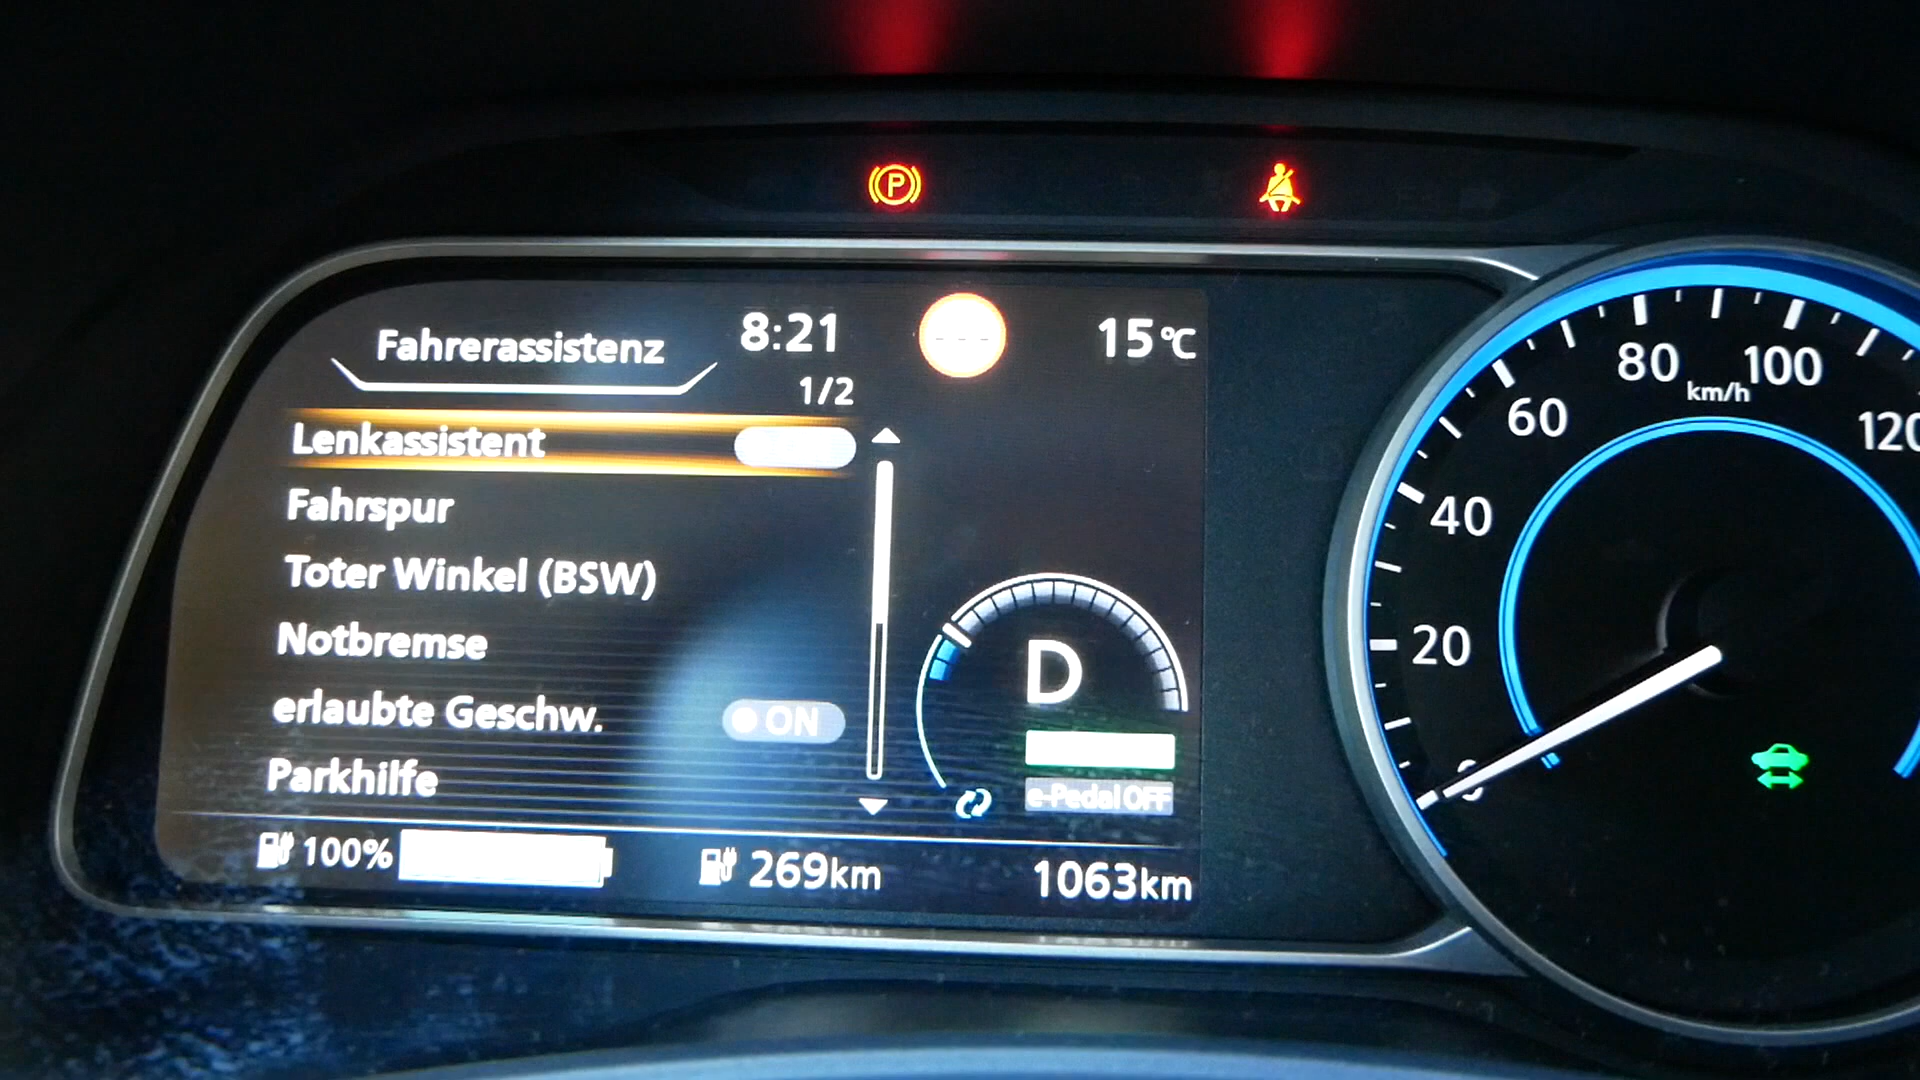 P
Fahrerassistenz
8:21
15°C
1/2
Lenkassistent
Fahrspur
Toter Winkel (BSW)
Notbremse
erlaubte Geschw. ON
Parkhilfe
D
e-Pedal OFF
100%
269km
1063km
0
20
40
60
80
100
120
km/h